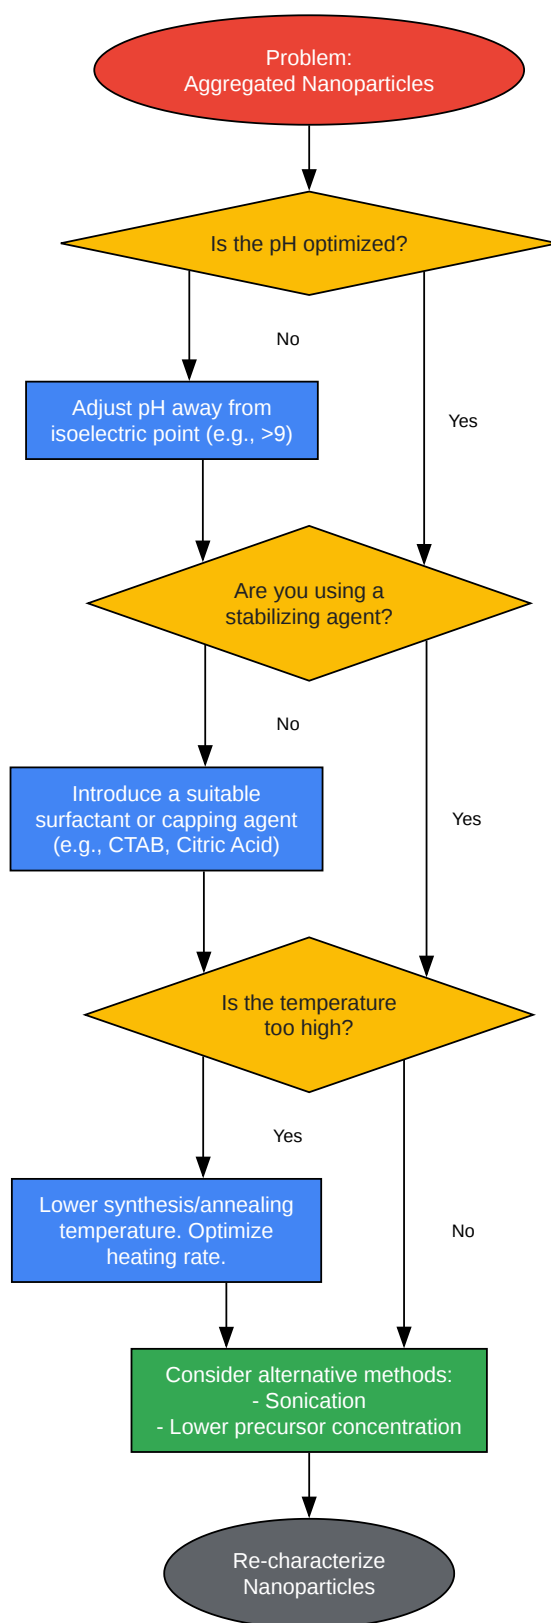 Problem:
Aggregated Nanoparticles
Is the pH optimized?
No
Adjust pH away from
isoelectric point (e.g., >9)
Yes
Are you using a
stabilizing agent?
No
Introduce a suitable
surfactant or capping agent
(e.g., CTAB, Citric Acid)
Yes
Is the temperature
too high?
Yes
Lower synthesis/annealing
temperature. Optimize
heating rate.
No
Consider alternative methods:
- Sonication
- Lower precursor concentration
Re-characterize
Nanoparticles